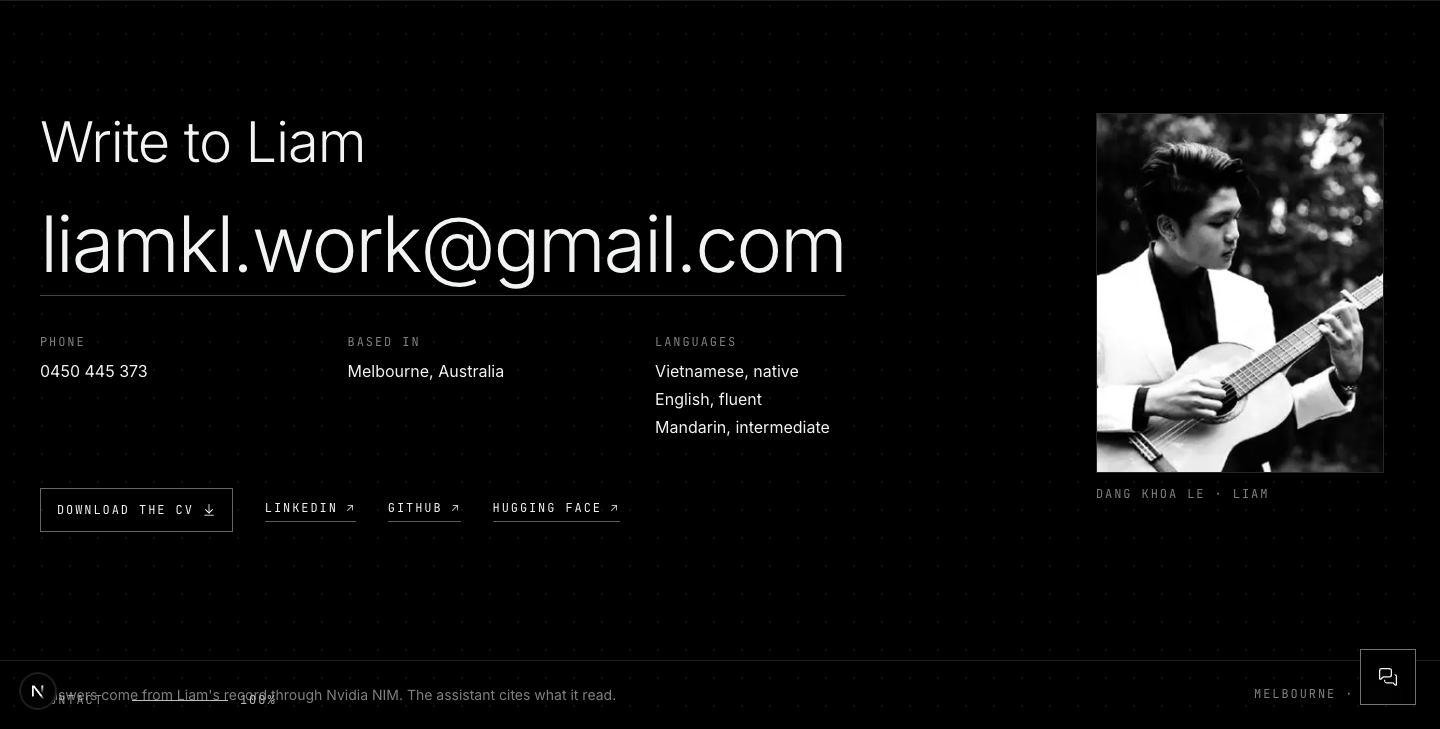 Write to Liam
liamkl.work@gmail.com
PHONE
0450 445 373
BASED IN
Melbourne, Australia
LANGUAGES
Vietnamese, native
English, fluent
Mandarin, intermediate
DOWNLOAD THE CV
LINKEDIN
GITHUB
HUGGING FACE
DANG KHOA LE · LIAM
come from Liam's record through Nvidia NIM. The assistant cites what it read.
100%
MELBOURNE ·
N